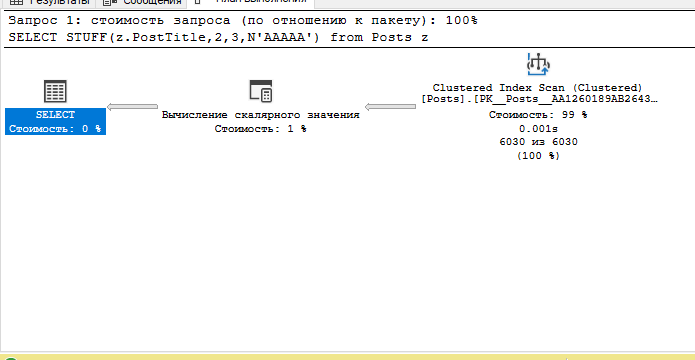 Результаты Сообщения План выполнения
Запрос 1: стоимость запроса (по отношению к пакету): 100%
SELECT STUFF(z.PostTitle,2,3,N'AAAAA') from Posts z
SELECT
Стоимость: 0 %
Вычисление скалярного значения
Стоимость: 1 %
Clustered Index Scan (Clustered)
[Posts].[PK__Posts__AA1260189AB2643…
Стоимость: 99 %
0.001s
6030 из 6030
(100 %)